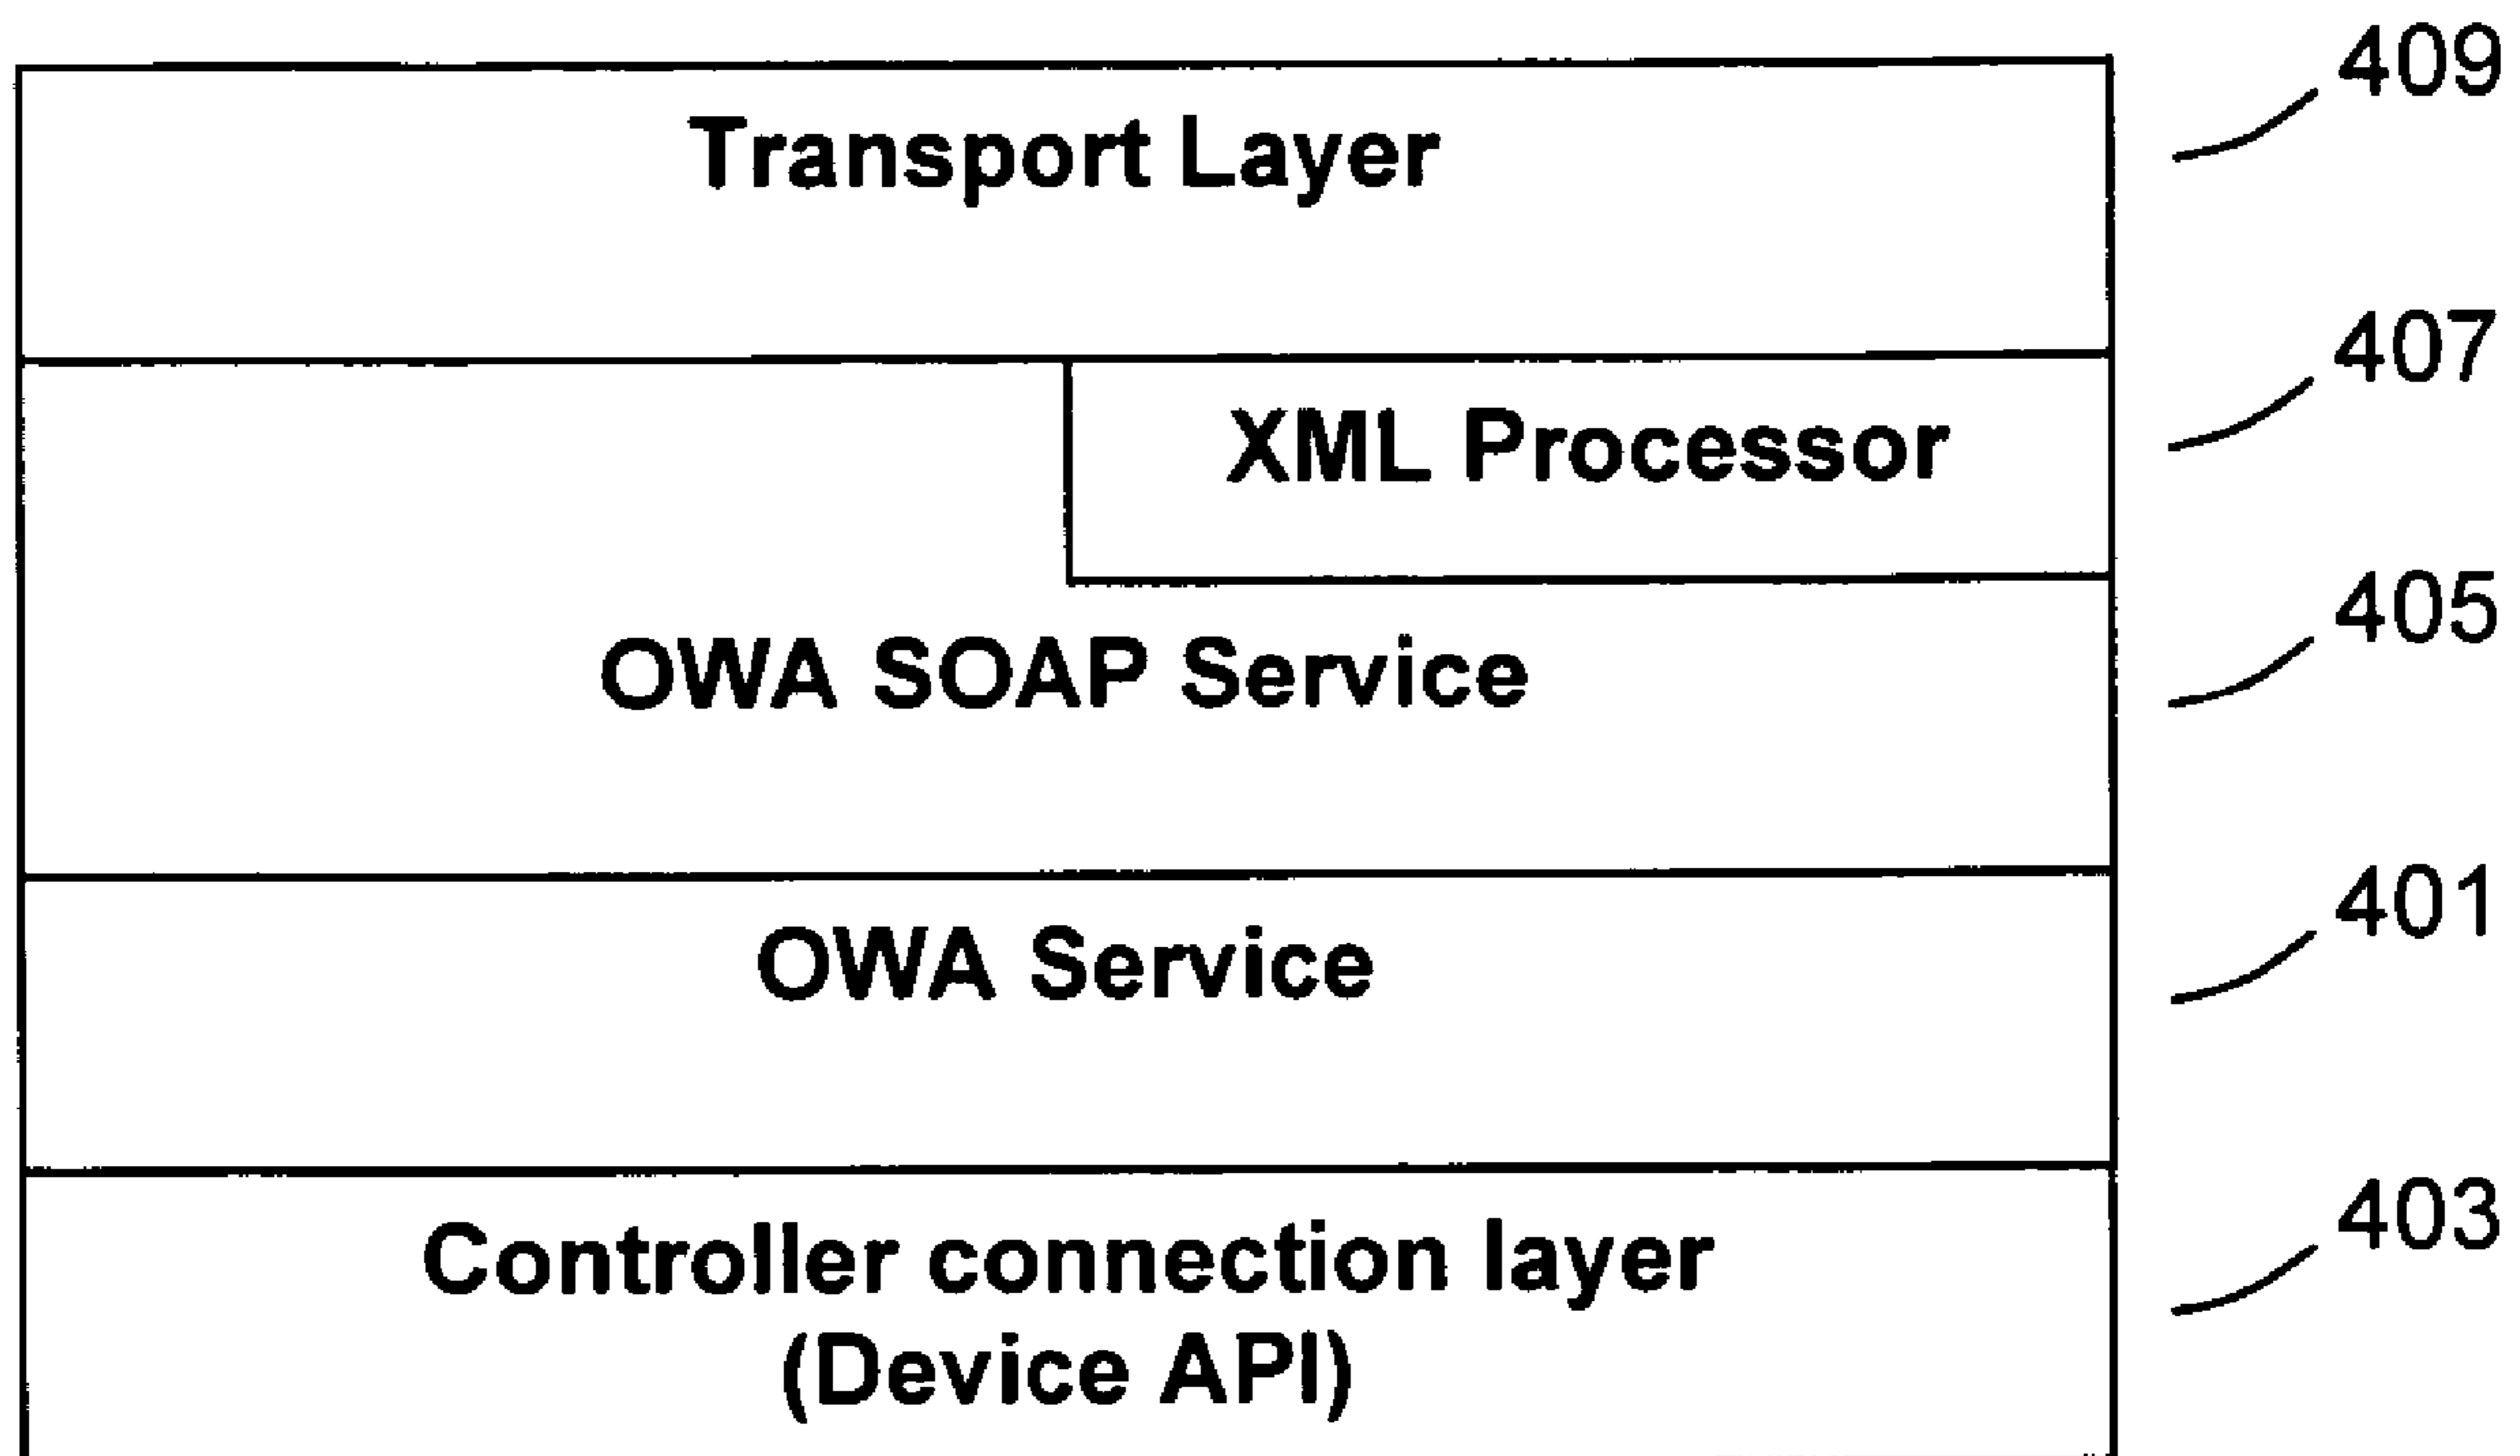 409
Transport Layer
407
XML Processor
405
OWA SOAP Service
401
OWA Service
403
Controller connection layer
(Device API)